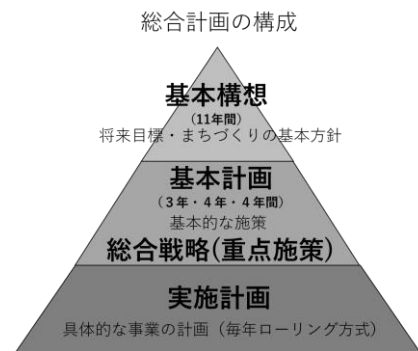 総合計画の構成
基本構想
(11年間)
将来目標・まちづくりの基本方針
基本計画
(３年・４年・４年間)
基本的な施策
総合戦略(重点施策)
実施計画
具体的な事業の計画（毎年ローリング方式）